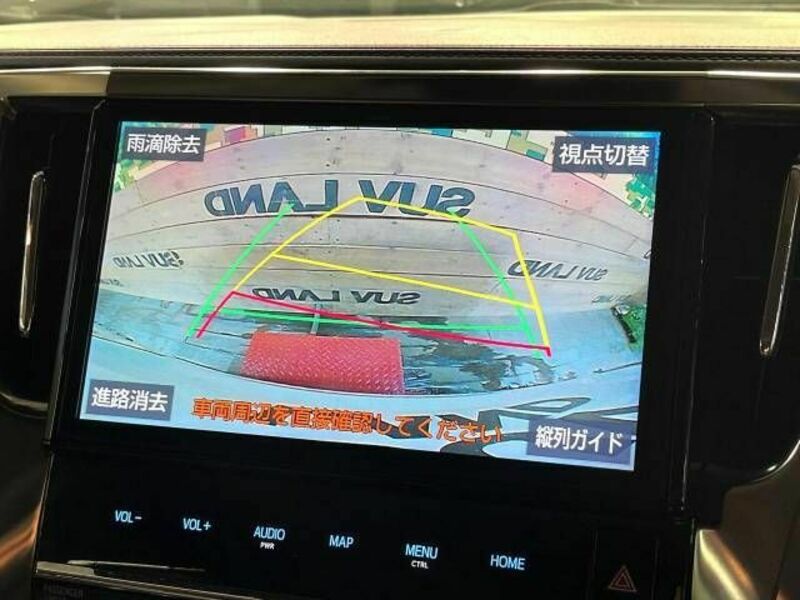 雨滴除去
視点切替
SUV LAND
SUV LAND
SUV LAND
SUV LAND
進路消去
車両周辺を直接確認してください
縦列ガイド
VOL-
VOL+
AUDIO
PWR
MAP
MENU
CTRL
HOME
PASSENGER